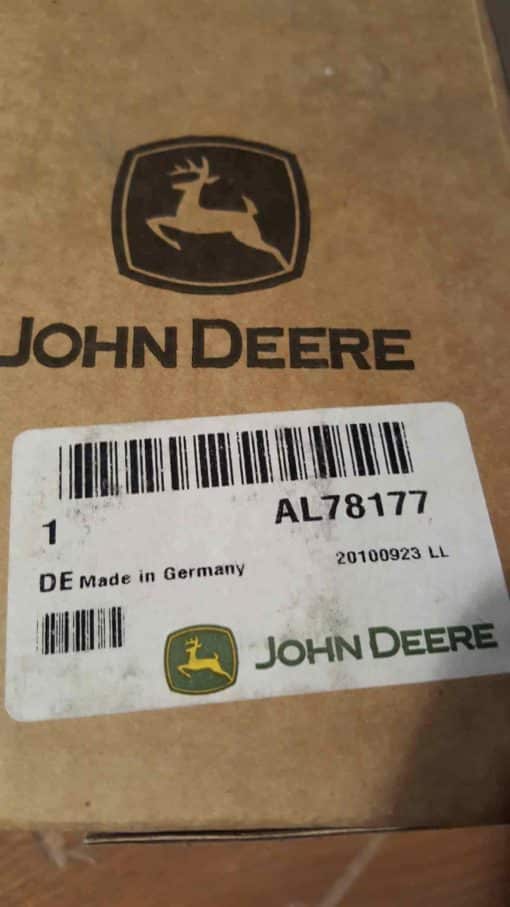 JOHN DEERE
AL78177
1
20100923 LL
DE Made in Germany
JOHN DEERE